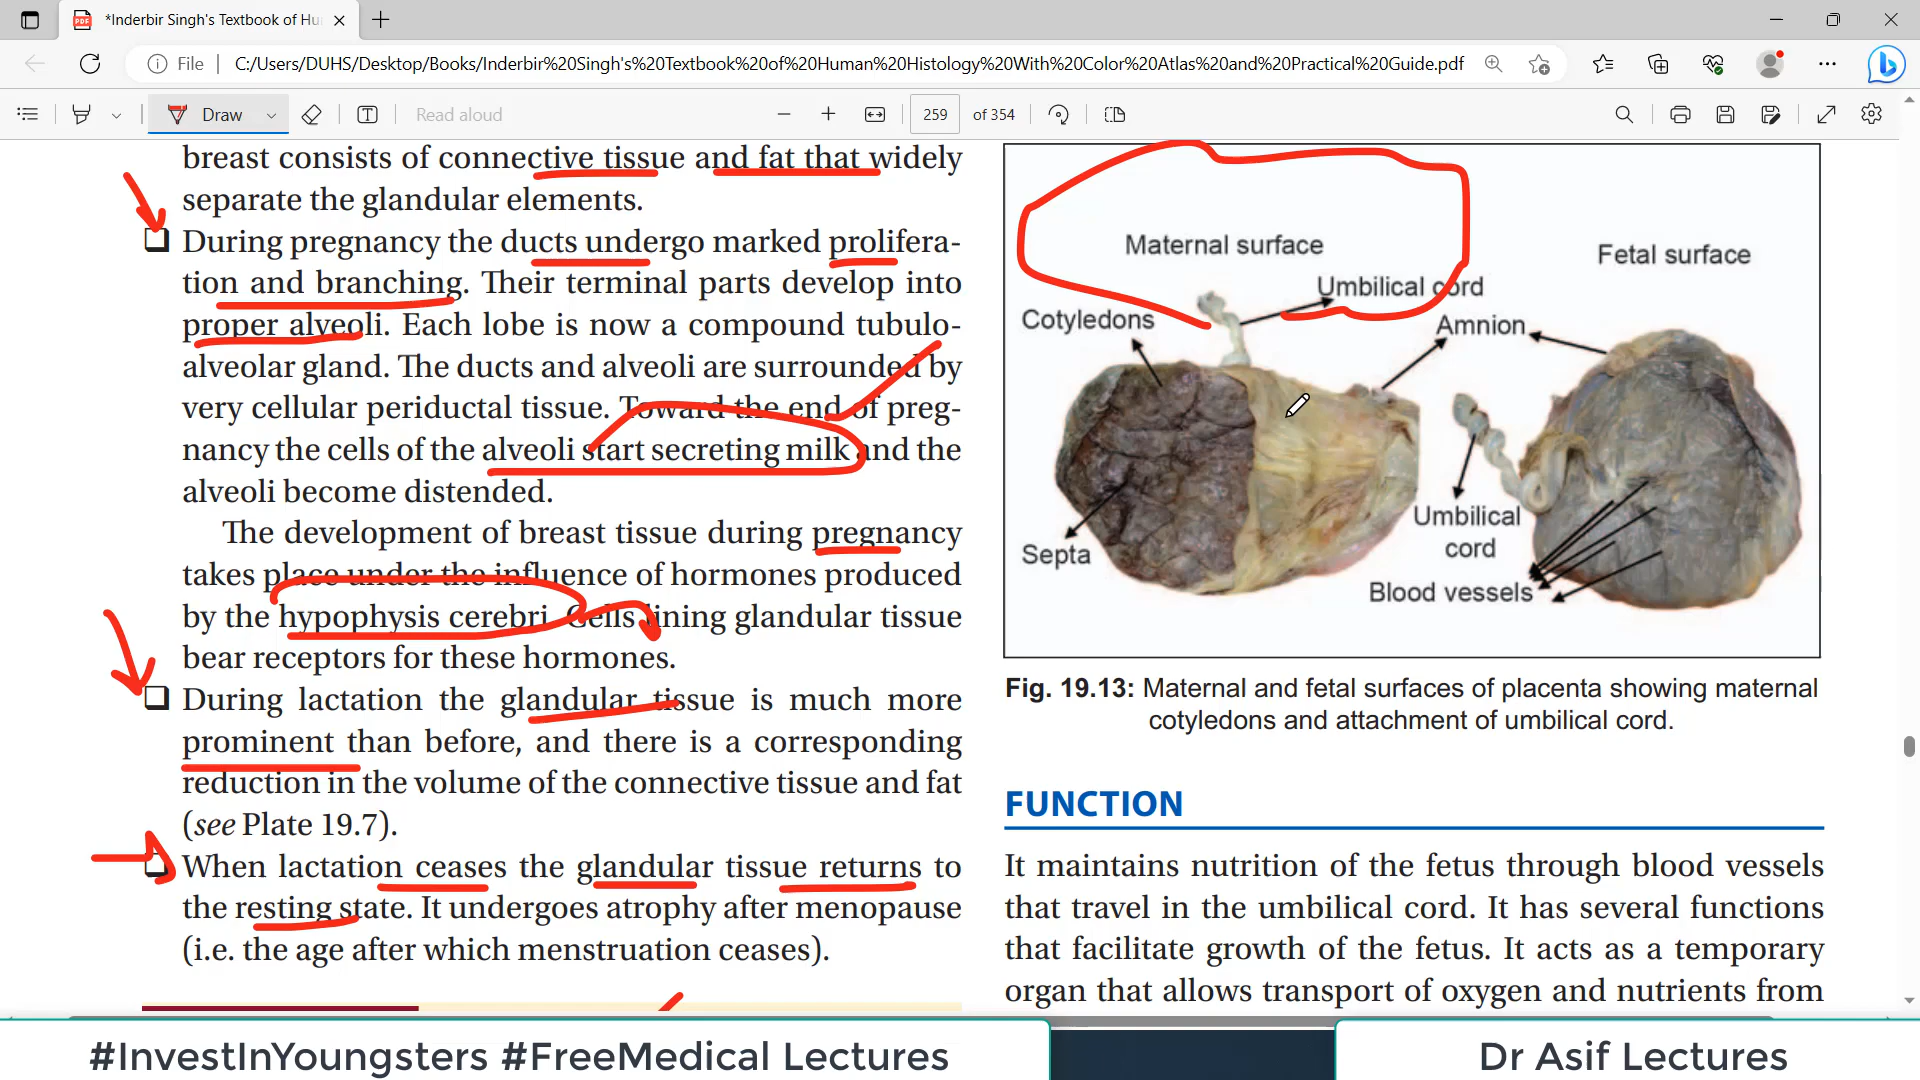 *Inderbir Singh's Textbook of Hu
File
C:/Users/DUHS/Desktop/Books/Inderbir%20Singh's%20Textbook%20of%20Human%20Histology%20With%20Color%20Atlas%20and%20Practical%20Guide.pdf
Draw
Read aloud
259 of 354
breast consists of connective tissue and fat that widely
separate the glandular elements.
❑ During pregnancy the ducts undergo marked prolifera-
tion and branching. Their terminal parts develop into
proper alveoli. Each lobe is now a compound tubulo-
alveolar gland. The ducts and alveoli are surrounded by
very cellular periductal tissue. Toward the end of preg-
nancy the cells of the alveoli start secreting milk and the
alveoli become distended.
The development of breast tissue during pregnancy
takes place under the influence of hormones produced
by the hypophysis cerebri. Cells lining glandular tissue
bear receptors for these hormones.
❑ During lactation the glandular tissue is much more
prominent than before, and there is a corresponding
reduction in the volume of the connective tissue and fat
(see Plate 19.7).
❑ When lactation ceases the glandular tissue returns to
the resting state. It undergoes atrophy after menopause
(i.e. the age after which menstruation ceases).
Maternal surface
Fetal surface
Umbilical cord
Cotyledons
Amnion
Septa
Umbilical
cord
Blood vessels
Fig. 19.13: Maternal and fetal surfaces of placenta showing maternal
cotyledons and attachment of umbilical cord.
FUNCTION
It maintains nutrition of the fetus through blood vessels
that travel in the umbilical cord. It has several functions
that facilitate growth of the fetus. It acts as a temporary
organ that allows transport of oxygen and nutrients from
#InvestInYoungsters #FreeMedical Lectures
Dr Asif Lectures